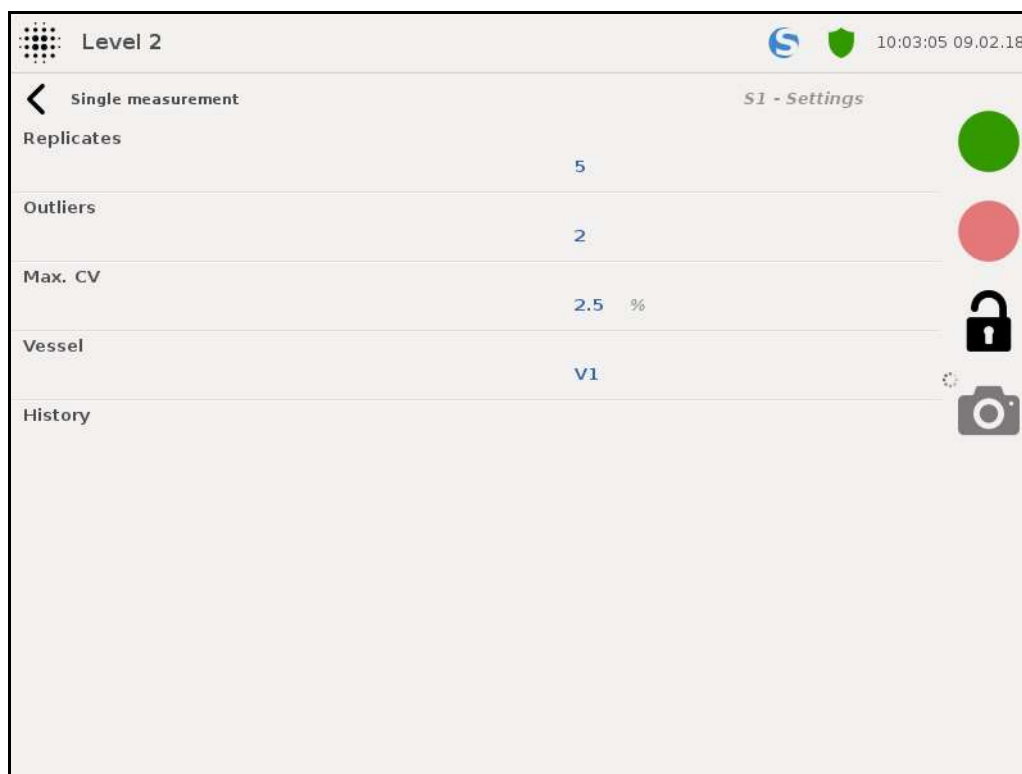 Level 2
10:03:05 09.02.18
Single measurement
S1 - Settings
Replicates
5
Outliers
2
Max. CV
2.5 %
Vessel
V1
History